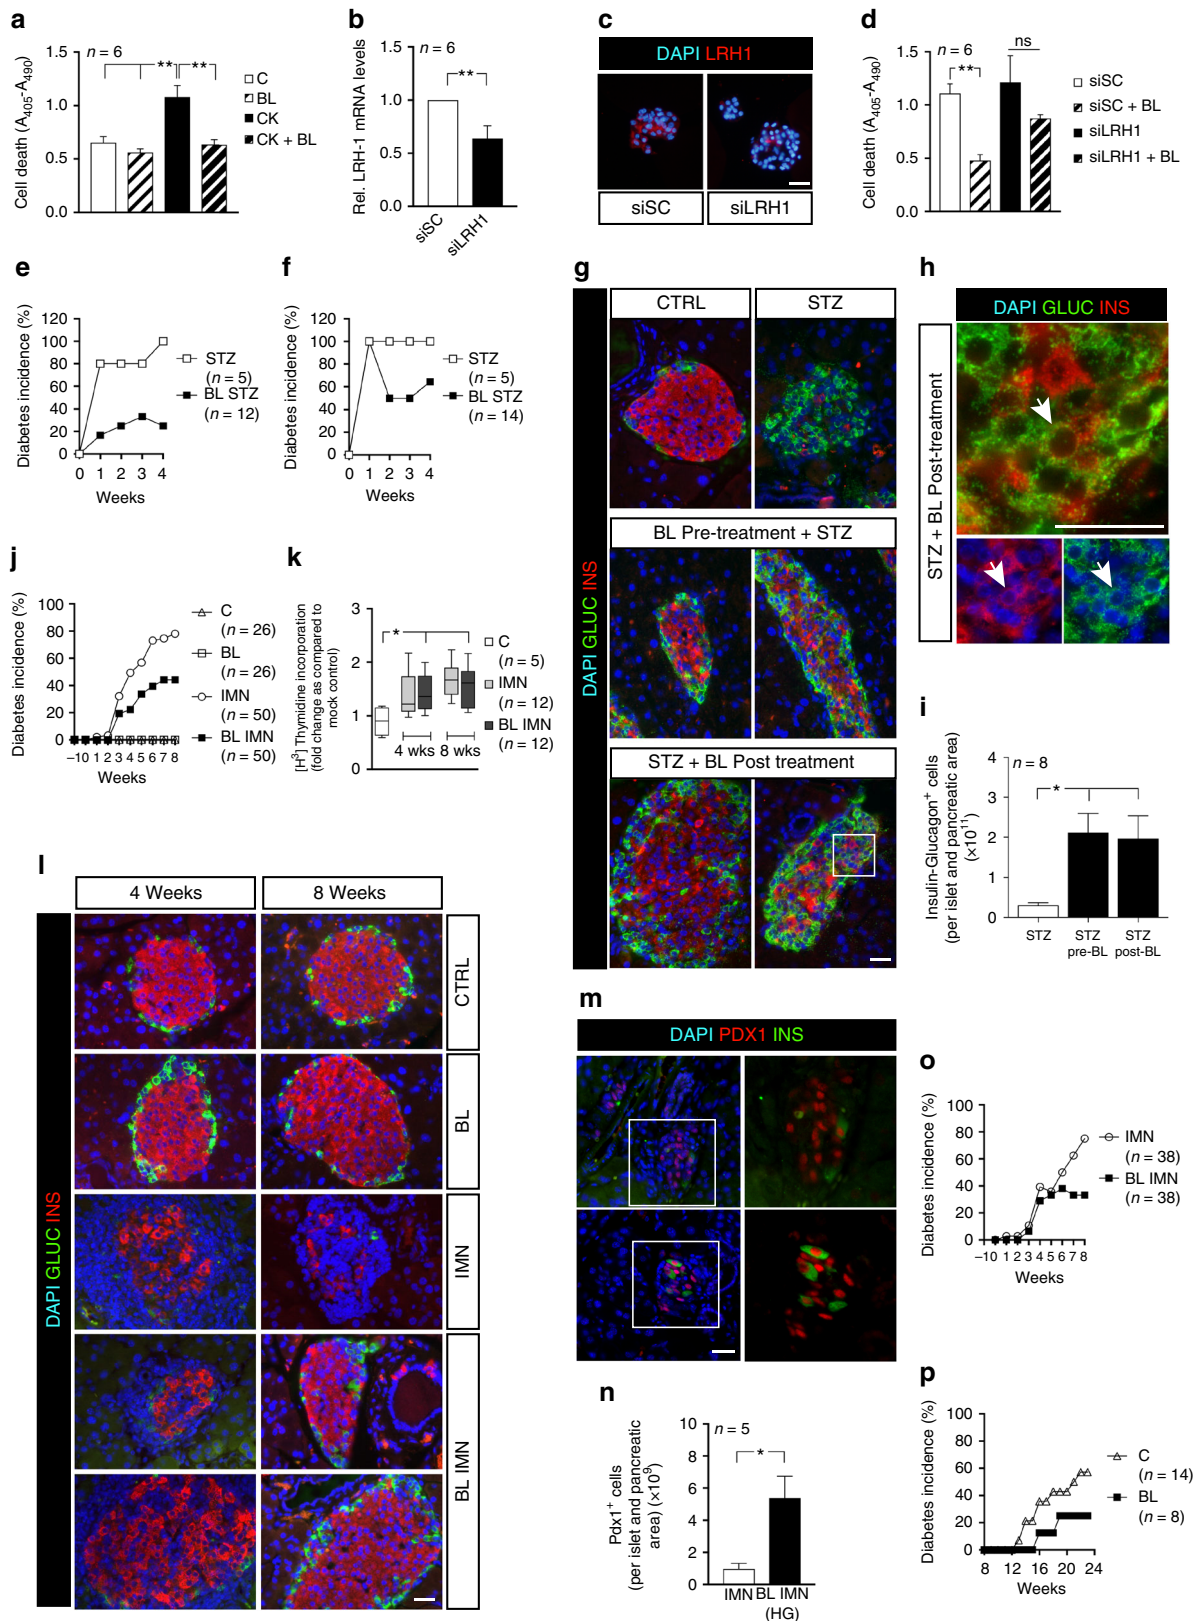 a
Cell death (A405-A490)
1.5
1.0
0.5
0.0
n = 6
**
**
C
BL
CK
CK + BL
b
Rel. LRH-1 mRNA levels
1.5
1.0
0.5
0.0
n = 6
**
siSC
siLRH1
c
DAPI LRH1
siSC
siLRH1
d
Cell death (A405-A490)
1.5
1.0
0.5
0.0
n = 6
**
ns
siSC
siSC + BL
siLRH1
siLRH1 + BL
e
Diabetes incidence (%)
120
100
80
60
40
20
0
0 1 2 3 4
Weeks
STZ
(n = 5)
BL STZ
(n = 12)
f
Diabetes incidence (%)
120
100
80
60
40
20
0
0 1 2 3 4
Weeks
STZ
(n = 5)
BL STZ
(n = 14)
g
DAPI GLUC INS
CTRL
STZ
BL Pre-treatment + STZ
STZ + BL Post treatment
h
DAPI GLUC INS
STZ + BL Post-treatment
i
Insulin-Glucagon+ cells
(per islet and pancreatic area)
(×10¹¹)
4
3
2
1
0
n = 8
*
STZ
STZ
pre-BL
STZ
post-BL
j
Diabetes incidence (%)
100
80
60
40
20
0
–10 1 2 3 4 5 6 7 8
Weeks
C
(n = 26)
BL
(n = 26)
IMN
(n = 50)
BL IMN
(n = 50)
k
[H³] Thymidine incorporation
(fold change as compared to
mock control)
3
2
1
0
*
4 wks
8 wks
C
(n = 5)
IMN
(n = 12)
BL IMN
(n = 12)
l
DAPI GLUC INS
4 Weeks
8 Weeks
CTRL
BL
IMN
BL IMN
m
DAPI PDX1 INS
n
Pdx1+ cells
(per islet and pancreatic
area) (×10⁹)
10
8
6
4
2
0
n = 5
*
IMN
BL IMN
(HG)
o
Diabetes incidence (%)
100
80
60
40
20
0
–10 1 2 3 4 5 6 7 8
Weeks
IMN
(n = 38)
BL IMN
(n = 38)
p
Diabetes incidence (%)
100
80
60
40
20
0
8 12 16 20 24
Weeks
C
(n = 14)
BL
(n = 8)